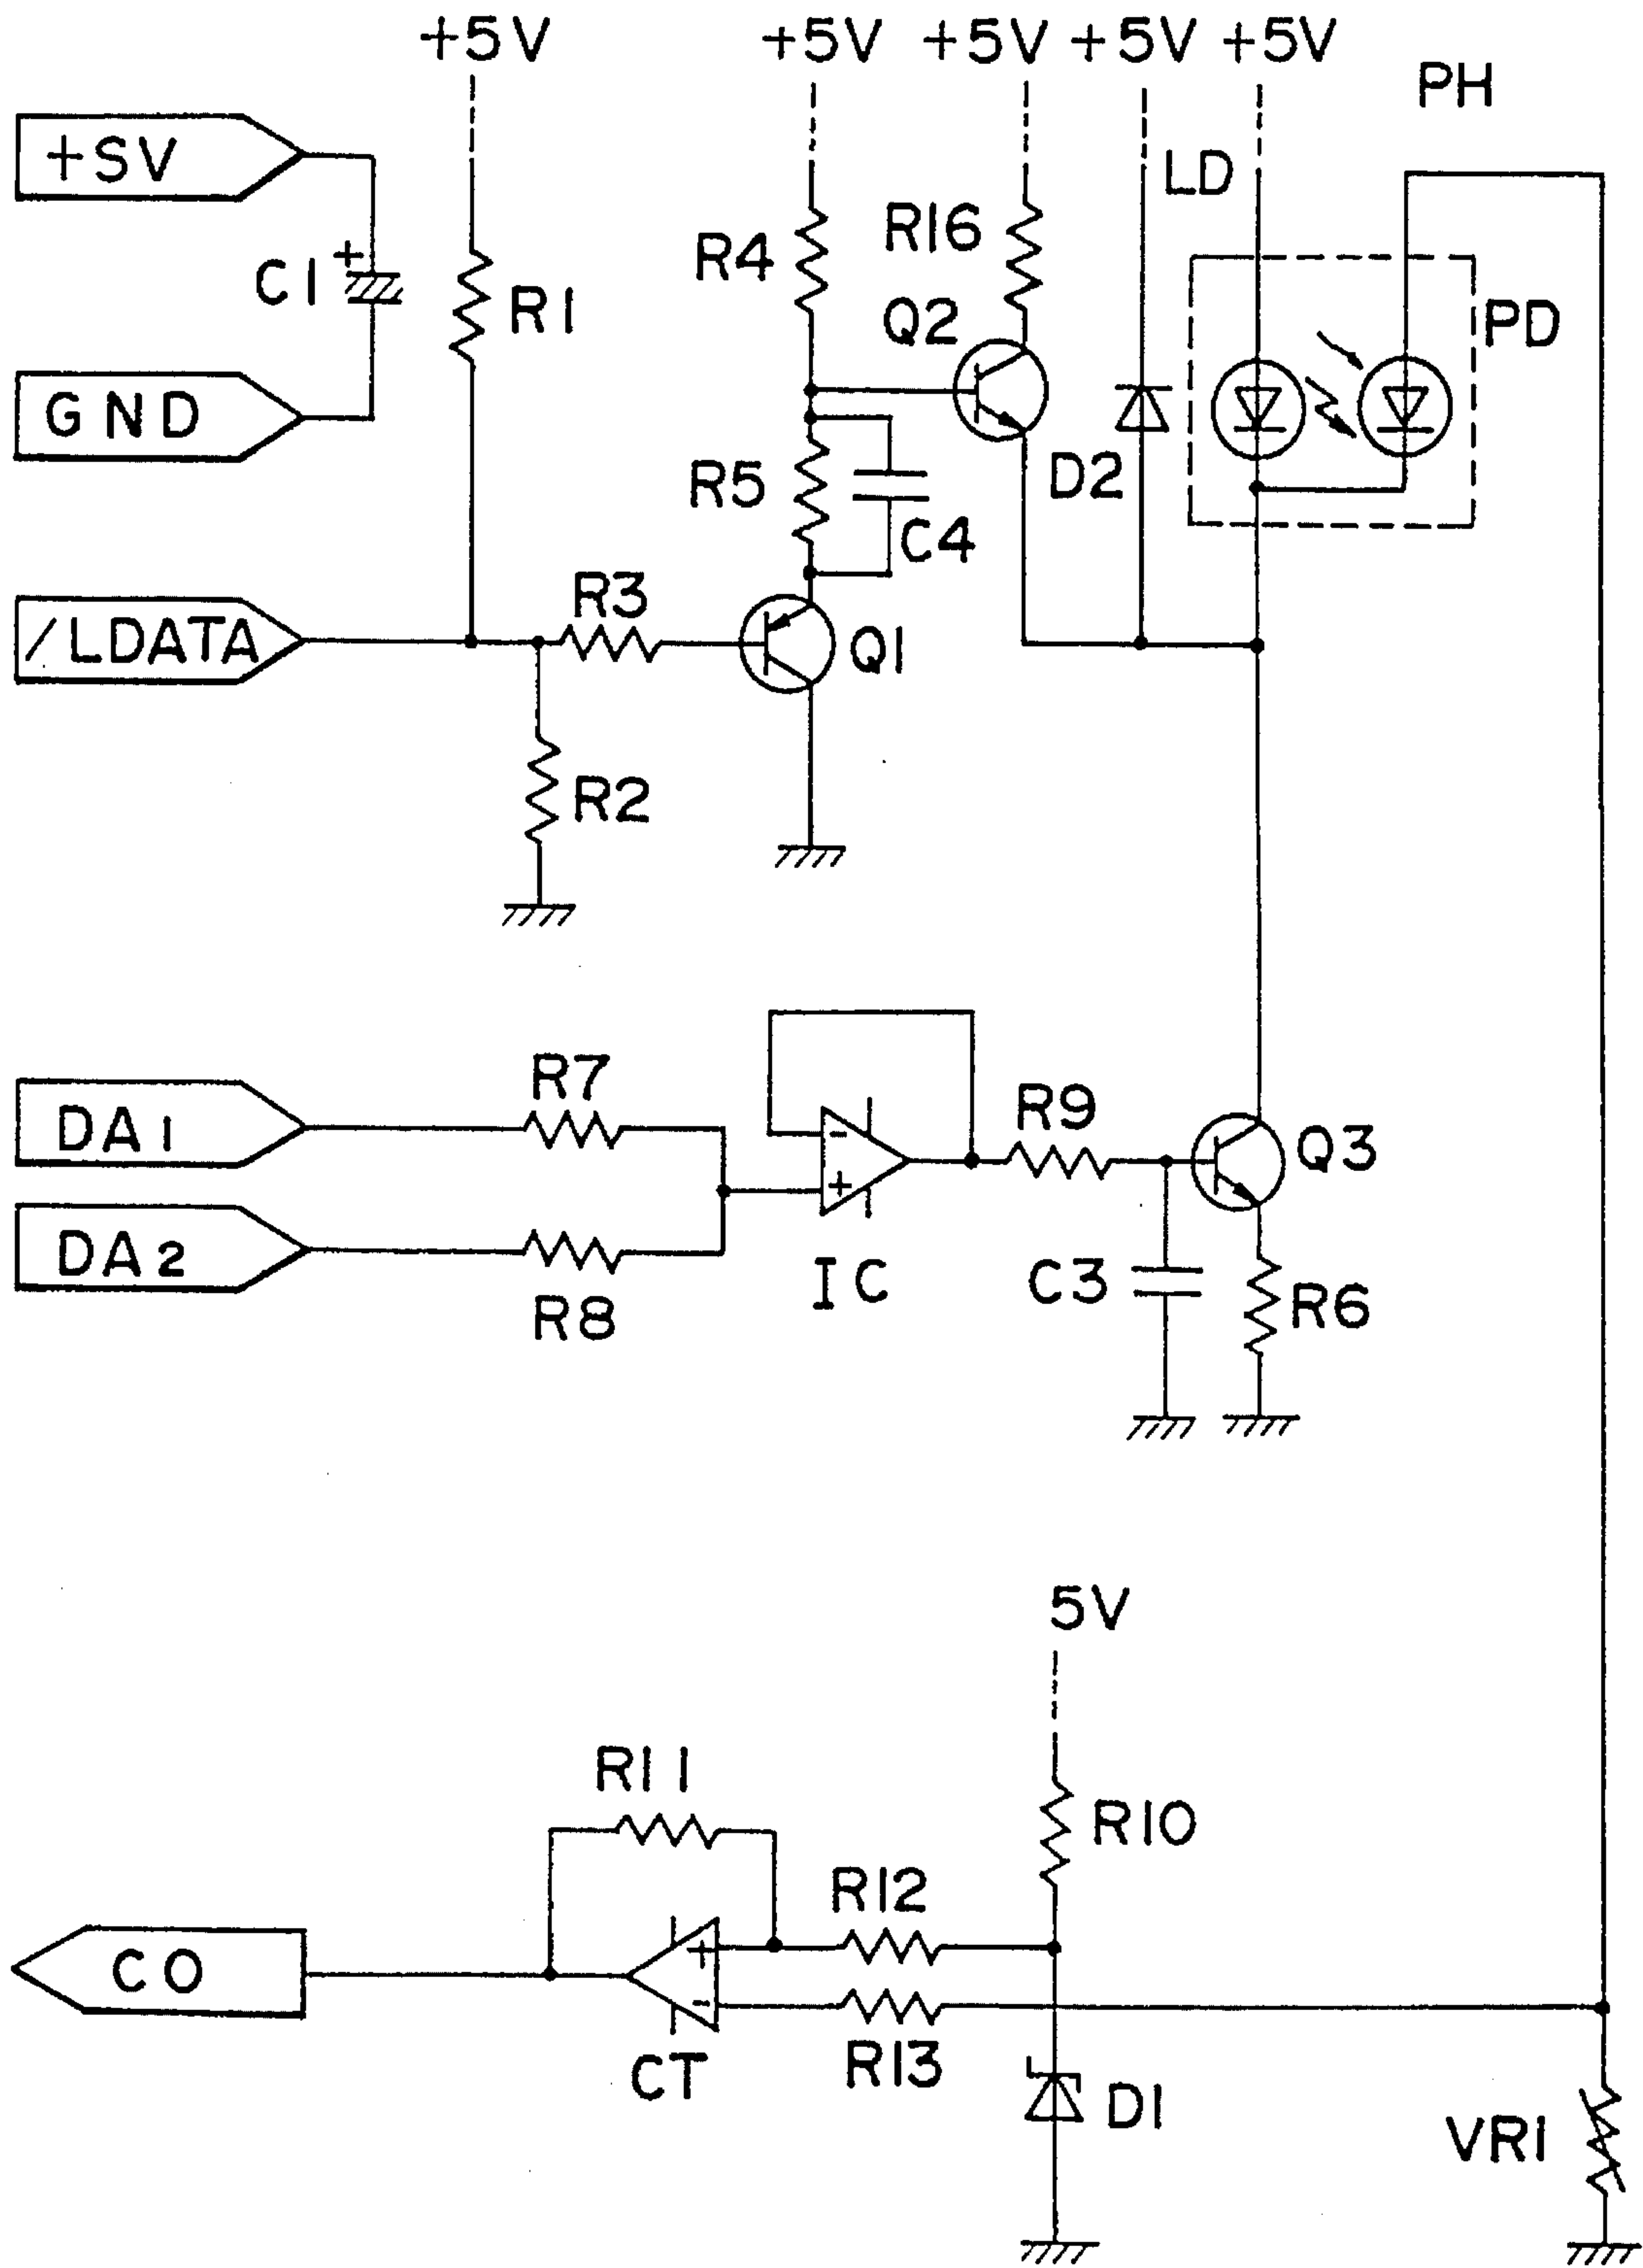 +5V +5V +5V +5V +5V
PH
+SV
LD
R4
R16
C1
+
R1
Q2
PD
GND
R5
D2
C4
R3
/LDATA
Q1
R2
R7
R9
DA1
-
Q3
+
DA2
IC
C3
R6
R8
5V
R11
R10
R12
CO
+
-
R13
CT
D1
VR1